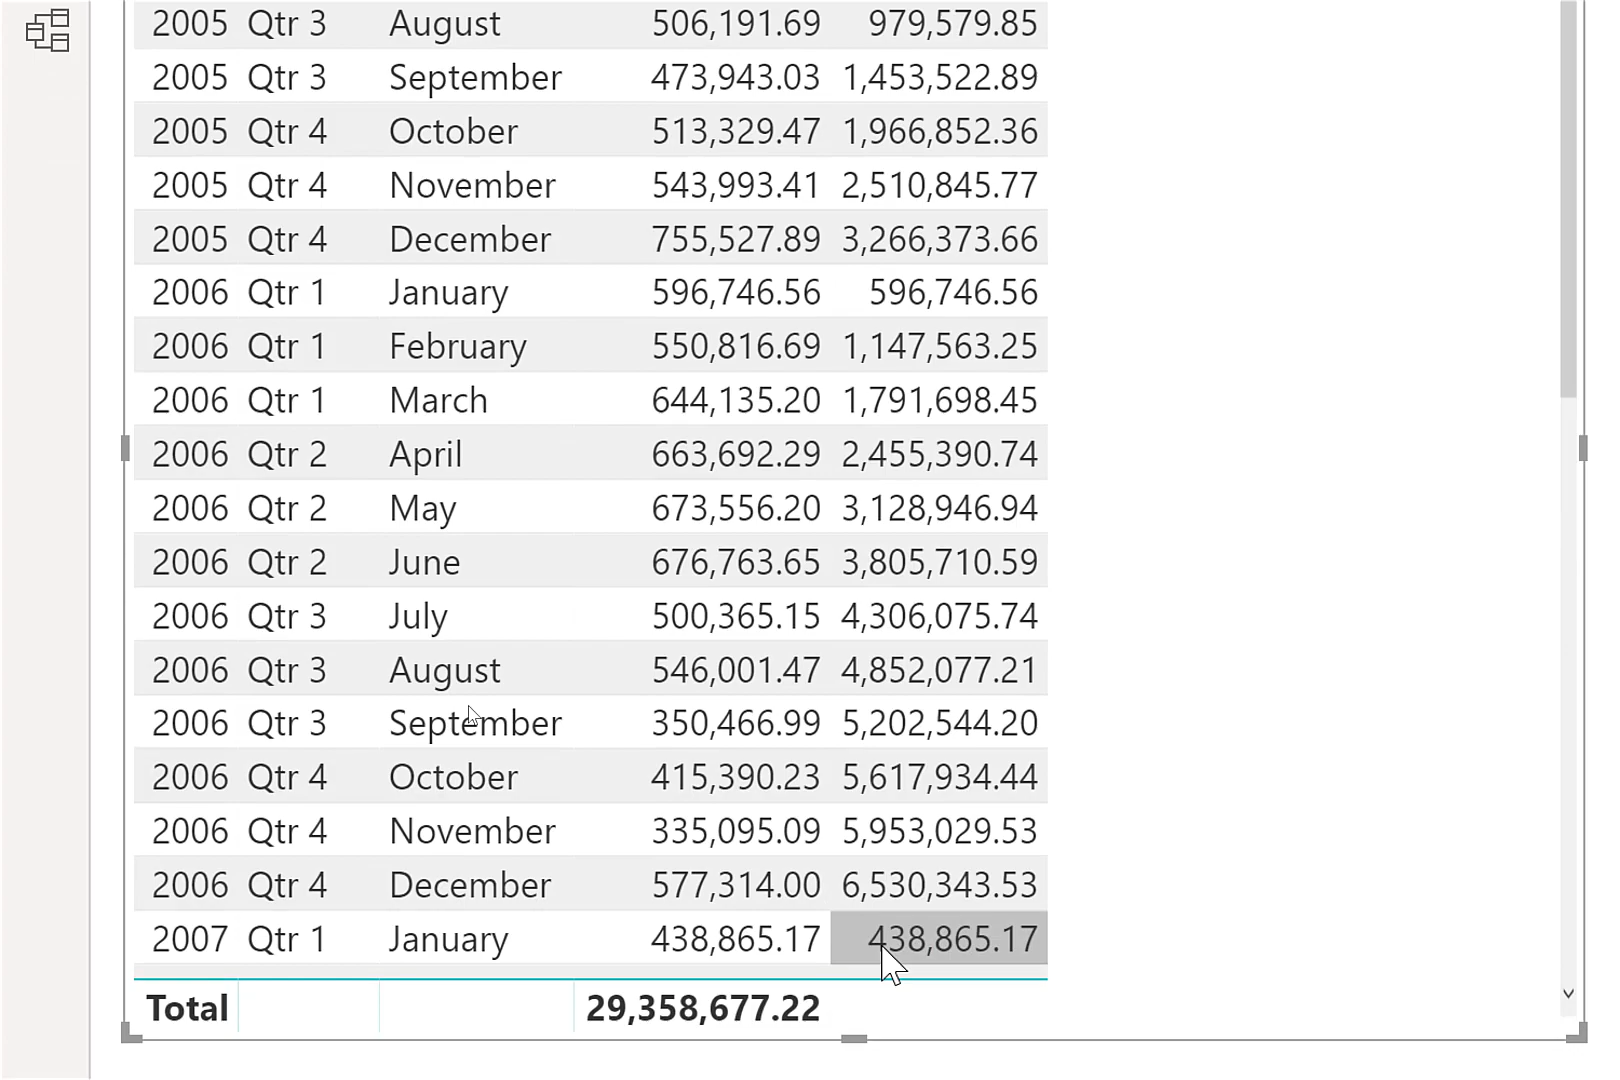 2005 Qtr 3 August 506,191.69 979,579.85
2005 Qtr 3 September 473,943.03 1,453,522.89
2005 Qtr 4 October 513,329.47 1,966,852.36
2005 Qtr 4 November 543,993.41 2,510,845.77
2005 Qtr 4 December 755,527.89 3,266,373.66
2006 Qtr 1 January 596,746.56 596,746.56
2006 Qtr 1 February 550,816.69 1,147,563.25
2006 Qtr 1 March 644,135.20 1,791,698.45
2006 Qtr 2 April 663,692.29 2,455,390.74
2006 Qtr 2 May 673,556.20 3,128,946.94
2006 Qtr 2 June 676,763.65 3,805,710.59
2006 Qtr 3 July 500,365.15 4,306,075.74
2006 Qtr 3 August 546,001.47 4,852,077.21
2006 Qtr 3 September 350,466.99 5,202,544.20
2006 Qtr 4 October 415,390.23 5,617,934.44
2006 Qtr 4 November 335,095.09 5,953,029.53
2006 Qtr 4 December 577,314.00 6,530,343.53
2007 Qtr 1 January 438,865.17 438,865.17
Total 29,358,677.22